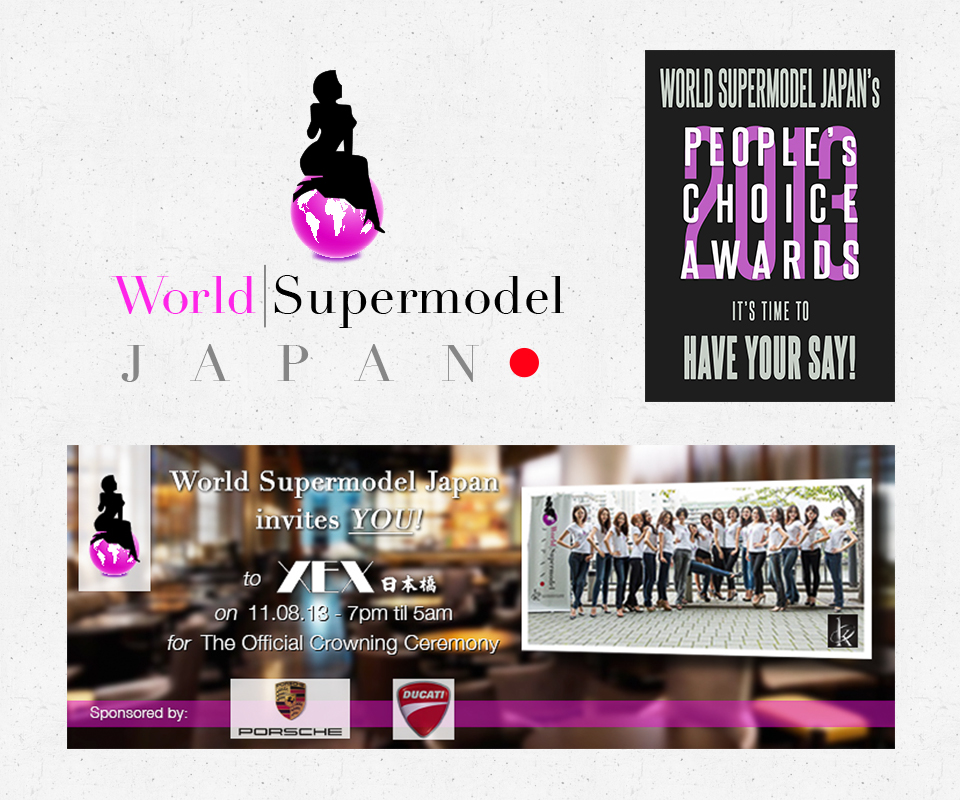 World|Supermodel
JAPAN
WORLD SUPERMODEL JAPAN's
2013
PEOPLE's
CHOICE
AWARDS
IT'S TIME TO
HAVE YOUR SAY!
World Supermodel Japan
invites YOU!
to XEX 日本橋
on 11.08.13 - 7pm til 5am
for The Official Crowning Ceremony
Sponsored by:
PORSCHE
DUCATI